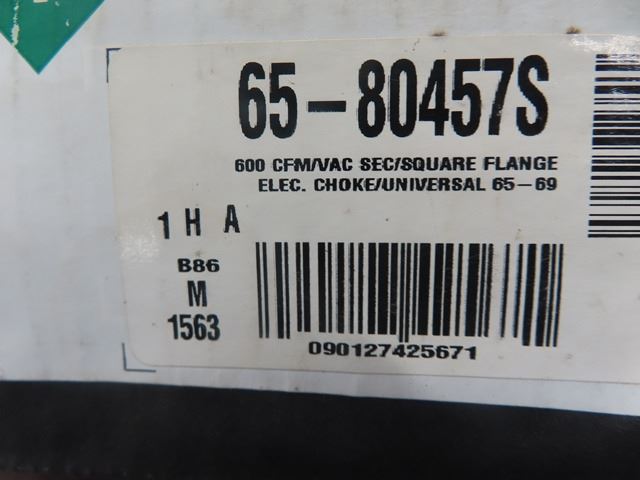 65-80457S
600 CFM/VAC SEC/SQUARE FLANGE
ELEC. CHOKE/UNIVERSAL 65-69
1 H A
B86
M
1563
090127425671